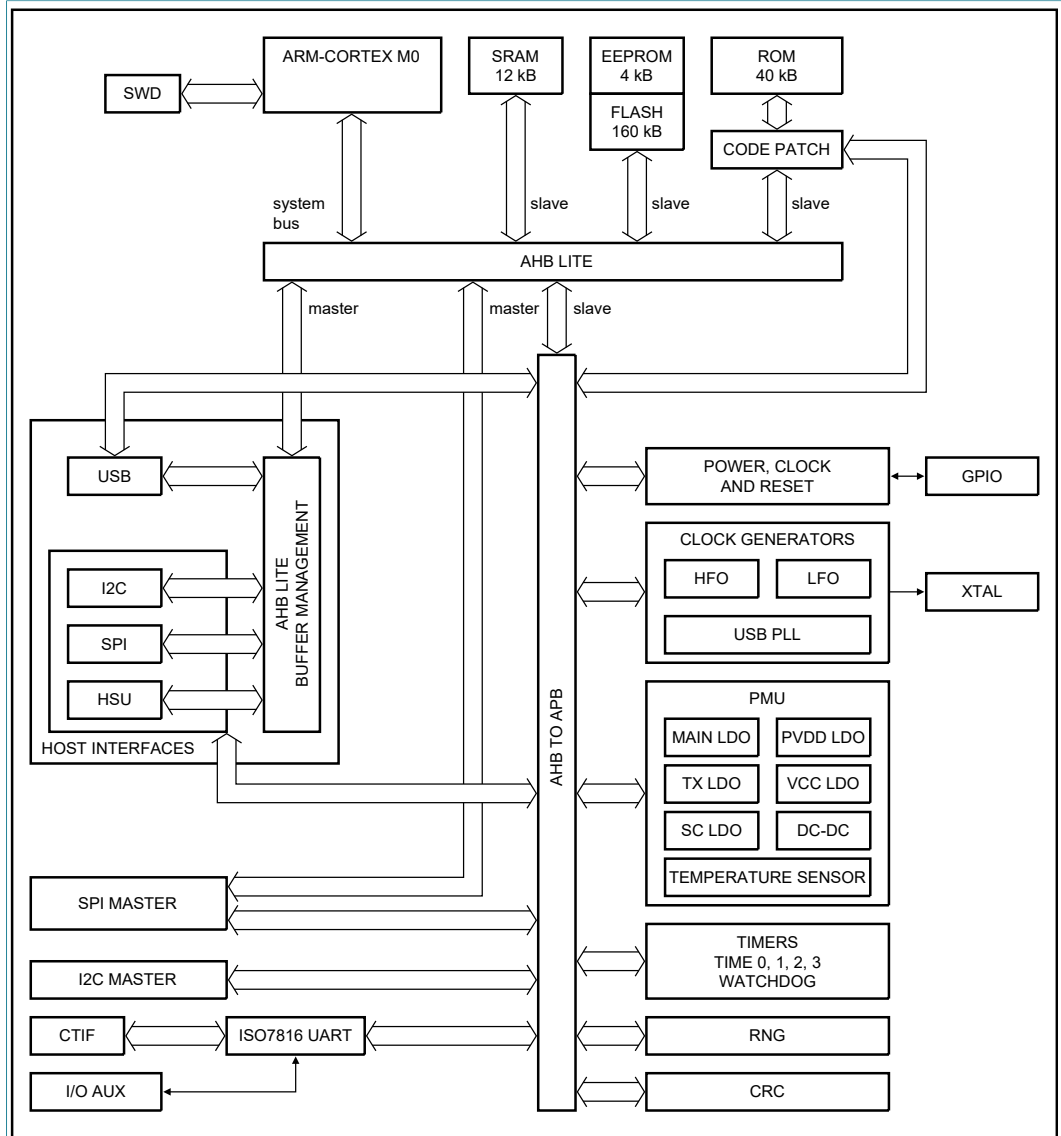 ARM-CORTEX M0
SWD
SRAM
12 kB
EEPROM
4 kB
FLASH
160 kB
ROM
40 kB
CODE PATCH
system
bus
slave
slave
slave
AHB LITE
master
master
slave
USB
I2C
SPI
HSU
HOST INTERFACES
AHB LITE
BUFFER MANAGEMENT
AHB TO APB
POWER, CLOCK
AND RESET
GPIO
CLOCK GENERATORS
HFO
LFO
USB PLL
XTAL
PMU
MAIN LDO
PVDD LDO
TX LDO
VCC LDO
SC LDO
DC-DC
TEMPERATURE SENSOR
SPI MASTER
I2C MASTER
TIMERS
TIME 0, 1, 2, 3
WATCHDOG
CTIF
ISO7816 UART
RNG
I/O AUX
CRC